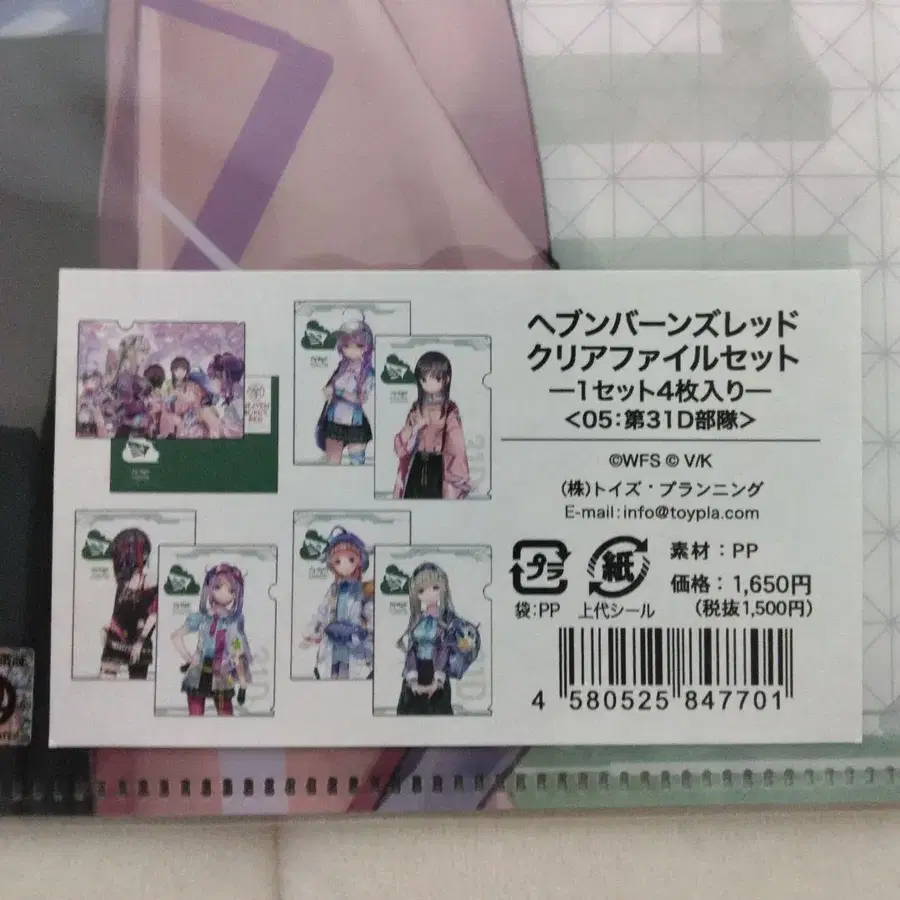 ヘブンバーンズレッド
クリアファイルセット
―1セット4枚入り―
<05:第31D部隊>
©WFS © V/K
(株)トイズ・プランニング
E-mail:info@toypla.com
プラ
紙
袋:PP
上代シール
素材:PP
価格:1,650円
(税抜1,500円)
4 580525 847701
31D
31D
31D